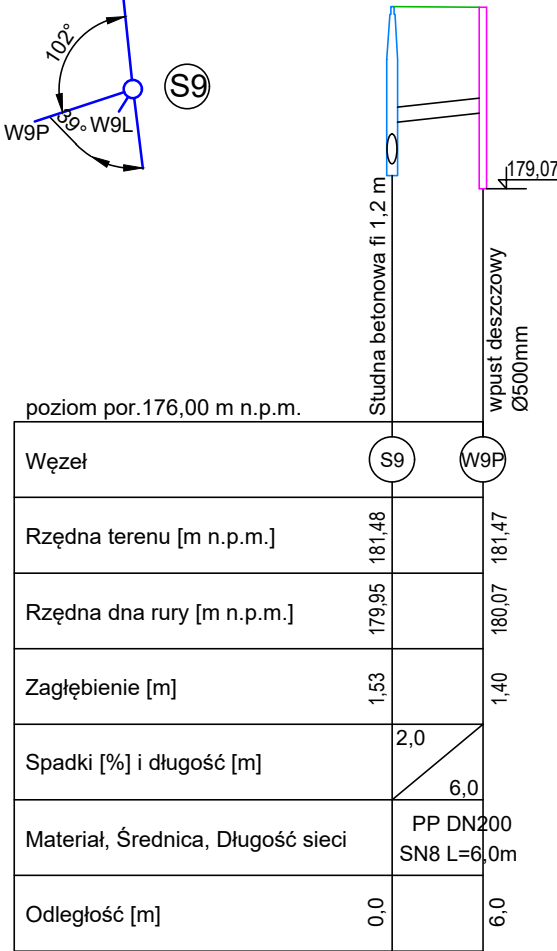 102°
S9
W9P
W9L
39°
179,07
Studna betonowa fi 1,2 m
wpust deszczowy
Ø500mm
poziom por.176,00 m n.p.m.
Węzeł
S9
W9P
Rzędna terenu [m n.p.m.]
181,48
181,47
Rzędna dna rury [m n.p.m.]
179,95
180,07
Zagłębienie [m]
1,53
1,40
Spadki [%] i długość [m]
2,0
6,0
Materiał, Średnica, Długość sieci
PP DN200
SN8 L=6,0m
Odległość [m]
0,0
6,0